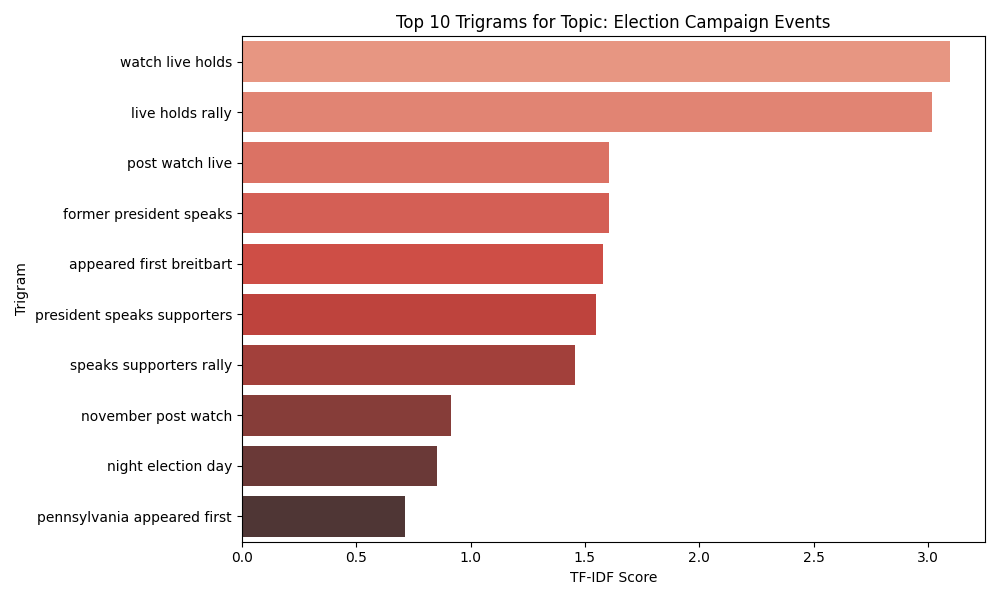 Top 10 Trigrams for Topic: Election Campaign Events
Trigram
watch live holds
live holds rally
post watch live
former president speaks
appeared first breitbart
president speaks supporters
speaks supporters rally
november post watch
night election day
pennsylvania appeared first
0.0 0.5 1.0 1.5 2.0 2.5 3.0
TF-IDF Score